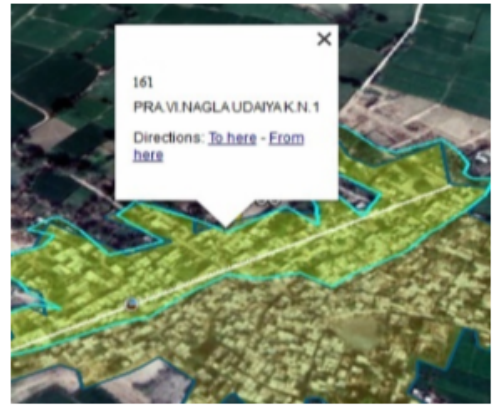 161
PRA.VI.NAGLA UDAIYA K.N.1
Directions: To here - From
here